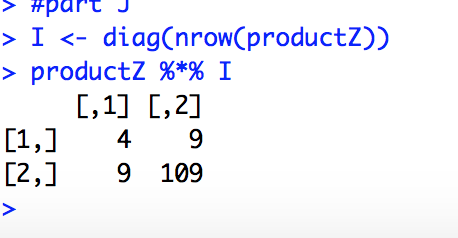 > #part J
> I <- diag(nrow(productZ))
> productZ %*% I
     [,1] [,2]
[1,]    4    9
[2,]    9  109
>